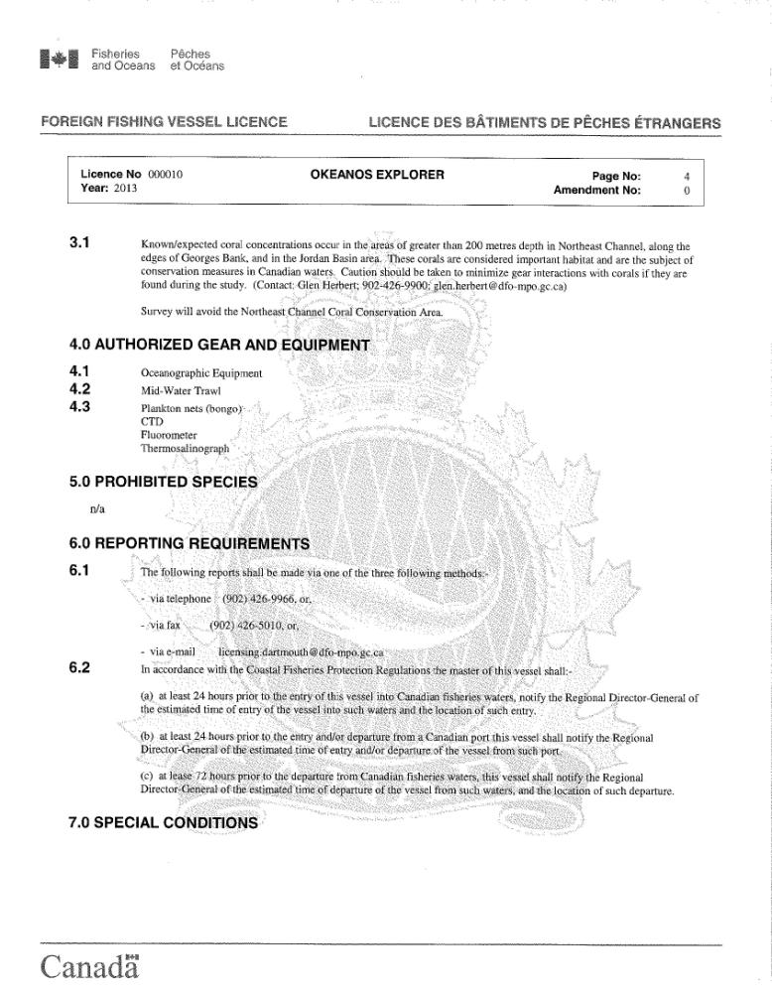 Fisheries Pêches
and Oceans et Océans
FOREIGN FISHING VESSEL LICENCE LICENCE DES BÂTIMENTS DE PÊCHES ÉTRANGERS
Licence No 000010 OKEANOS EXPLORER Page No: 4
Year: 2013 Amendment No: 0
3.1 Known/expected coral concentrations occur in the areas of greater than 200 metres depth in Northeast Channel, along the
edges of Georges Bank, and in the Jordan Basin area. These corals are considered important habitat and are the subject of
conservation measures in Canadian waters. Caution should be taken to minimize gear interactions with corals if they are
found during the study. (Contact: Glen Herbert; 902-426-9900; glen.herbert@dfo-mpo.gc.ca)
Survey will avoid the Northeast Channel Coral Conservation Area.
4.0 AUTHORIZED GEAR AND EQUIPMENT
4.1 Oceanographic Equipment
4.2 Mid-Water Trawl
4.3 Plankton nets (bongo)
CTD
Fluorometer
Thermosalinograph
5.0 PROHIBITED SPECIES
n/a
6.0 REPORTING REQUIREMENTS
6.1 The following reports shall be made via one of the three following methods:-
- via telephone (902) 426-9966, or,
- via fax (902) 426-5010, or,
- via e-mail licensing.dartmouth@dfo-mpo.gc.ca
6.2 In accordance with the Coastal Fisheries Protection Regulations the master of this vessel shall:-
(a) at least 24 hours prior to the entry of this vessel into Canadian fisheries waters, notify the Regional Director-General of
the estimated time of entry of the vessel into such waters and the location of such entry.
(b) at least 24 hours prior to the entry and/or departure from a Canadian port this vessel shall notify the Regional
Director-General of the estimated time of entry and/or departure of the vessel from such port.
(c) at lease 72 hours prior to the departure from Canadian fisheries waters, this vessel shall notify the Regional
Director-General of the estimated time of departure of the vessel from such waters, and the location of such departure.
7.0 SPECIAL CONDITIONS
Canada